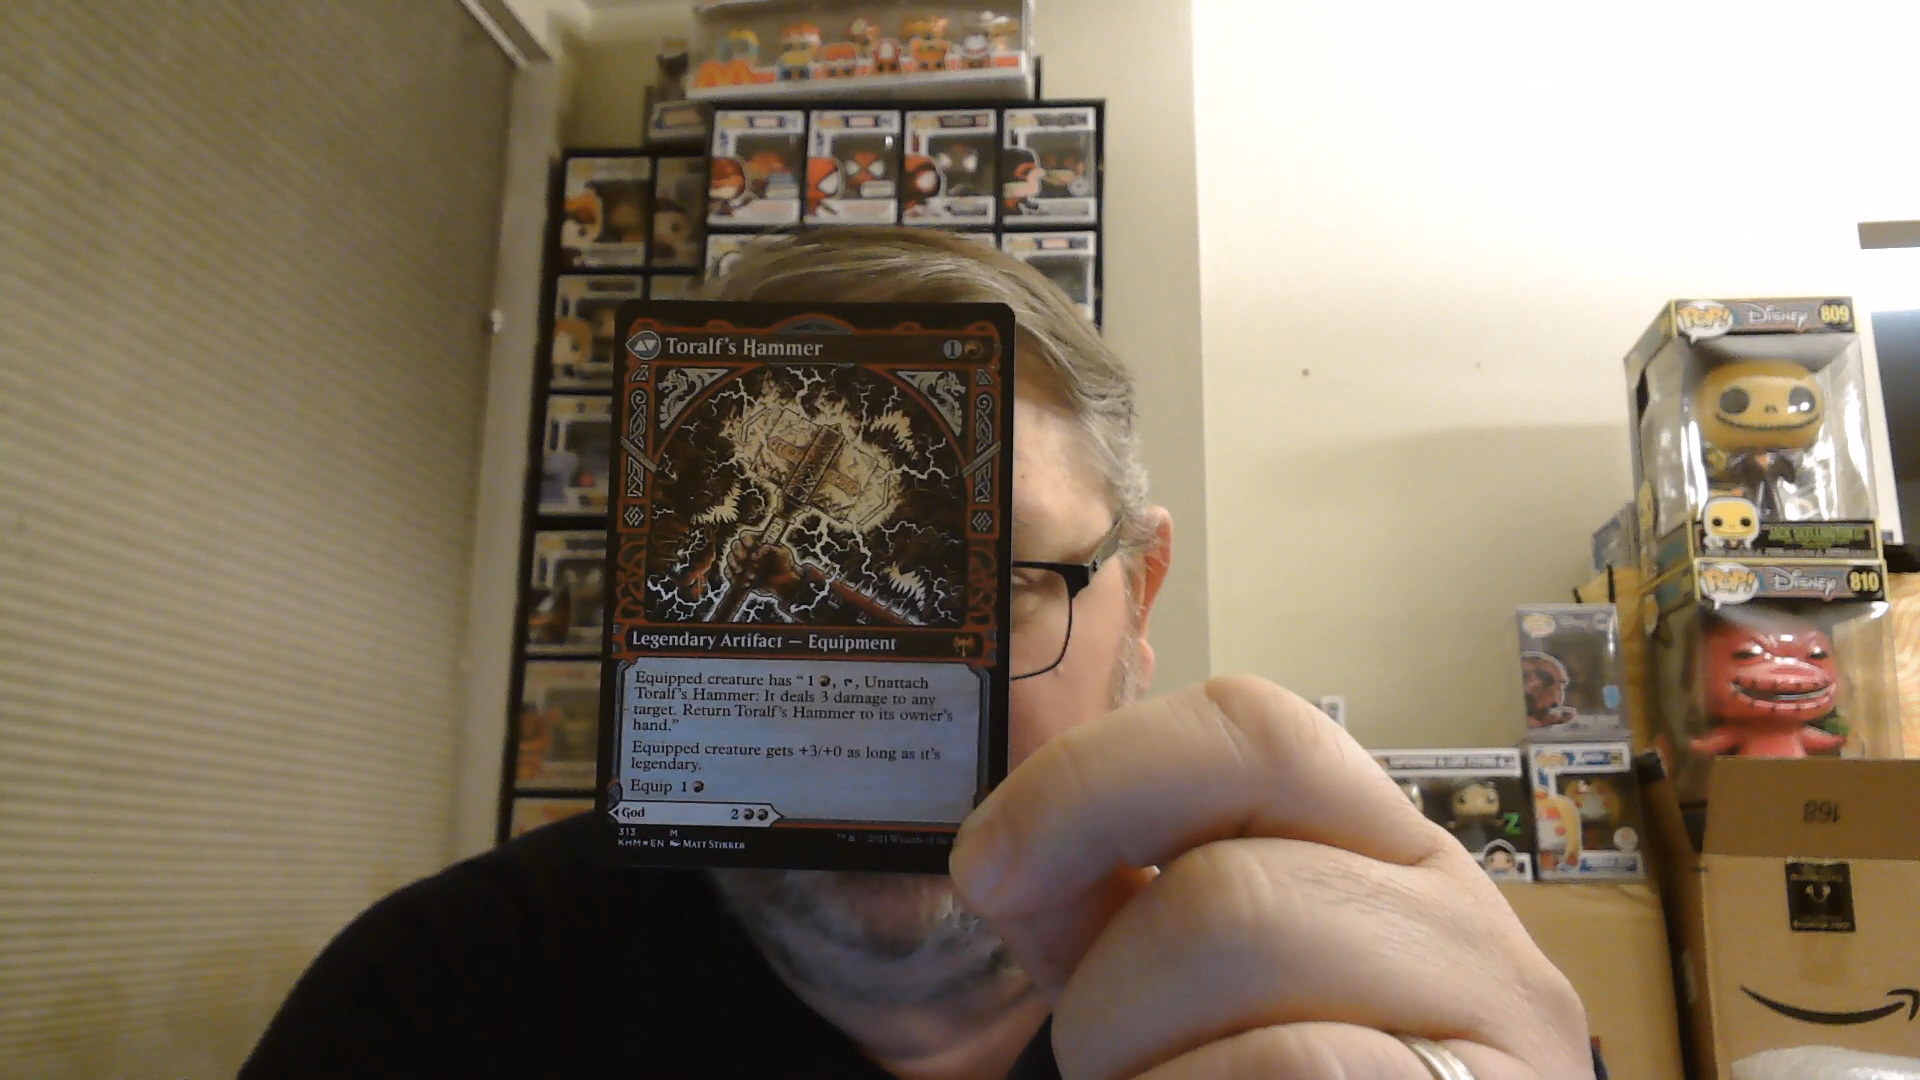 Toralf's Hammer 1
Legendary Artifact — Equipment
Equipped creature has "1 , , Unattach
Toralf's Hammer: It deals 3 damage to any
target. Return Toralf's Hammer to its owner's
hand."
Equipped creature gets +3/+0 as long as it's
legendary.
Equip 1
God 2
313 M
KHM★EN MATT STIKKER
™ & 2021 Wizards of the
POP! Disney 809
POP! Disney 810
168